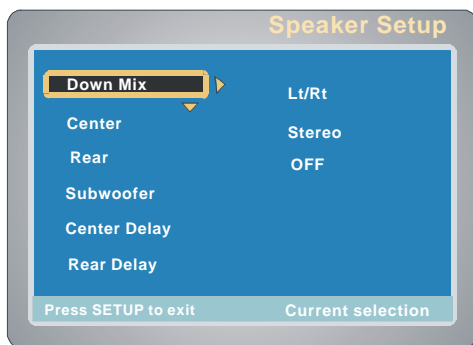 Speaker Setup
Down Mix
Lt/Rt
Center
Stereo
Rear
OFF
Subwoofer
Center Delay
Rear Delay
Press SETUP to exit
Current selection